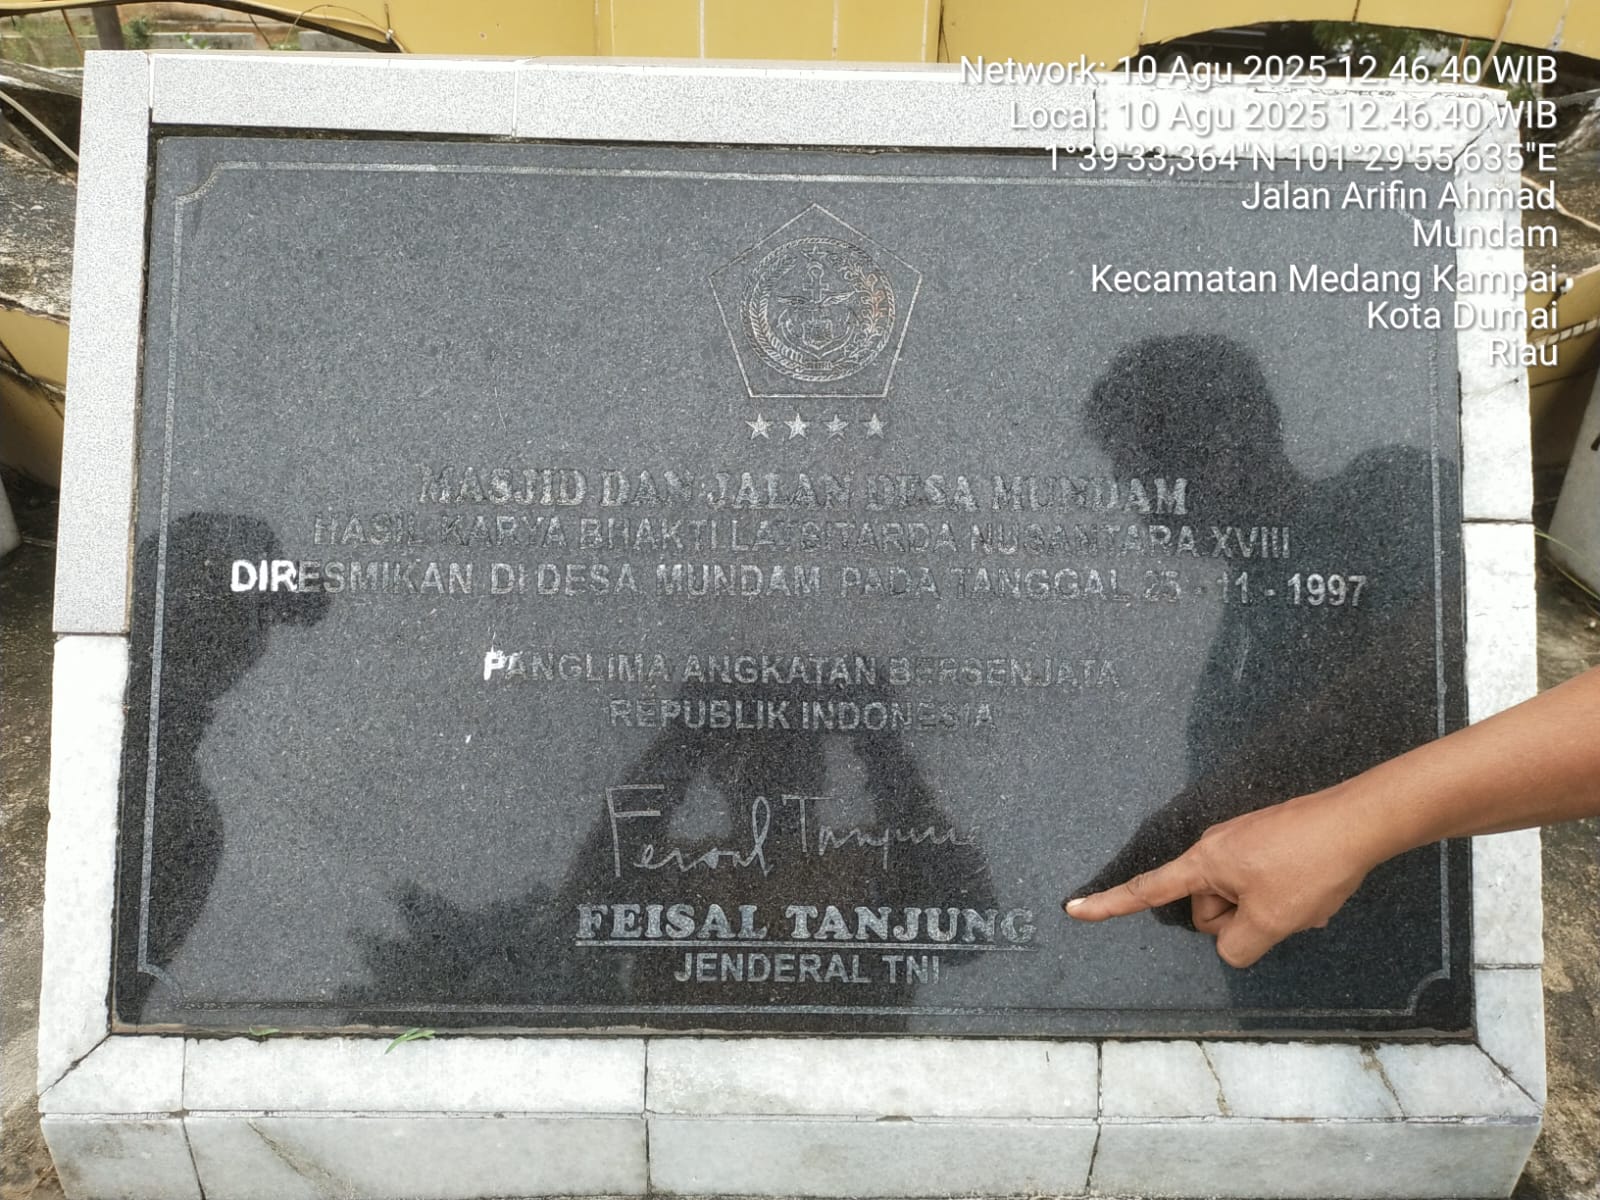 Network: 10 Agu 2025 12.46.40 WIB
Local: 10 Agu 2025 12.46.40 WIB
1°39'33,364"N 101°29'55,635"E
Jalan Arifin Ahmad
Mundam
Kecamatan Medang Kampai
Kota Dumai
Riau
MASJID DAN JALAN DESA MUNDAM
HASIL KARYA BHAKTI LATSITARDA NUSANTARA XVIII
DIRESMIKAN DI DESA MUNDAM PADA TANGGAL 25 - 11 - 1997
PANGLIMA ANGKATAN BERSENJATA
REPUBLIK INDONESIA
Feisal Tanjung
FEISAL TANJUNG
JENDERAL TNI